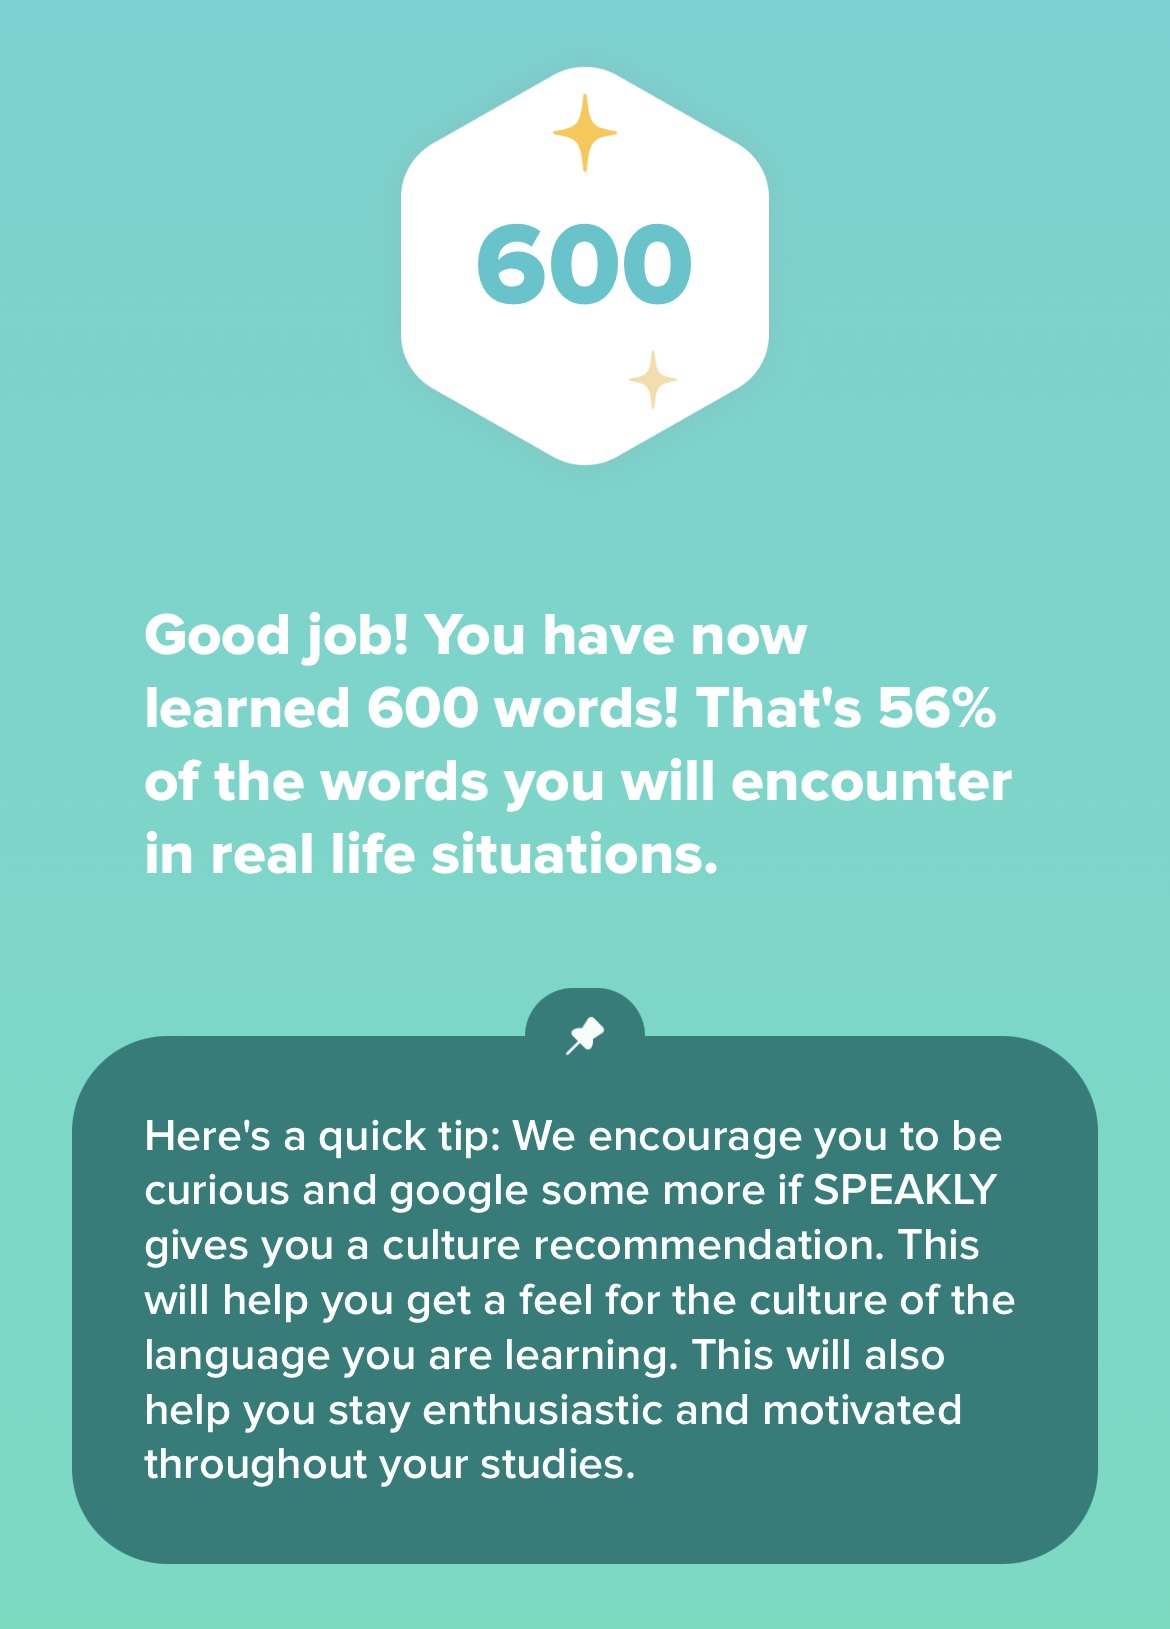 600
Good job! You have now
learned 600 words! That's 56%
of the words you will encounter
in real life situations.
Here's a quick tip: We encourage you to be
curious and google some more if SPEAKLY
gives you a culture recommendation. This
will help you get a feel for the culture of the
language you are learning. This will also
help you stay enthusiastic and motivated
throughout your studies.